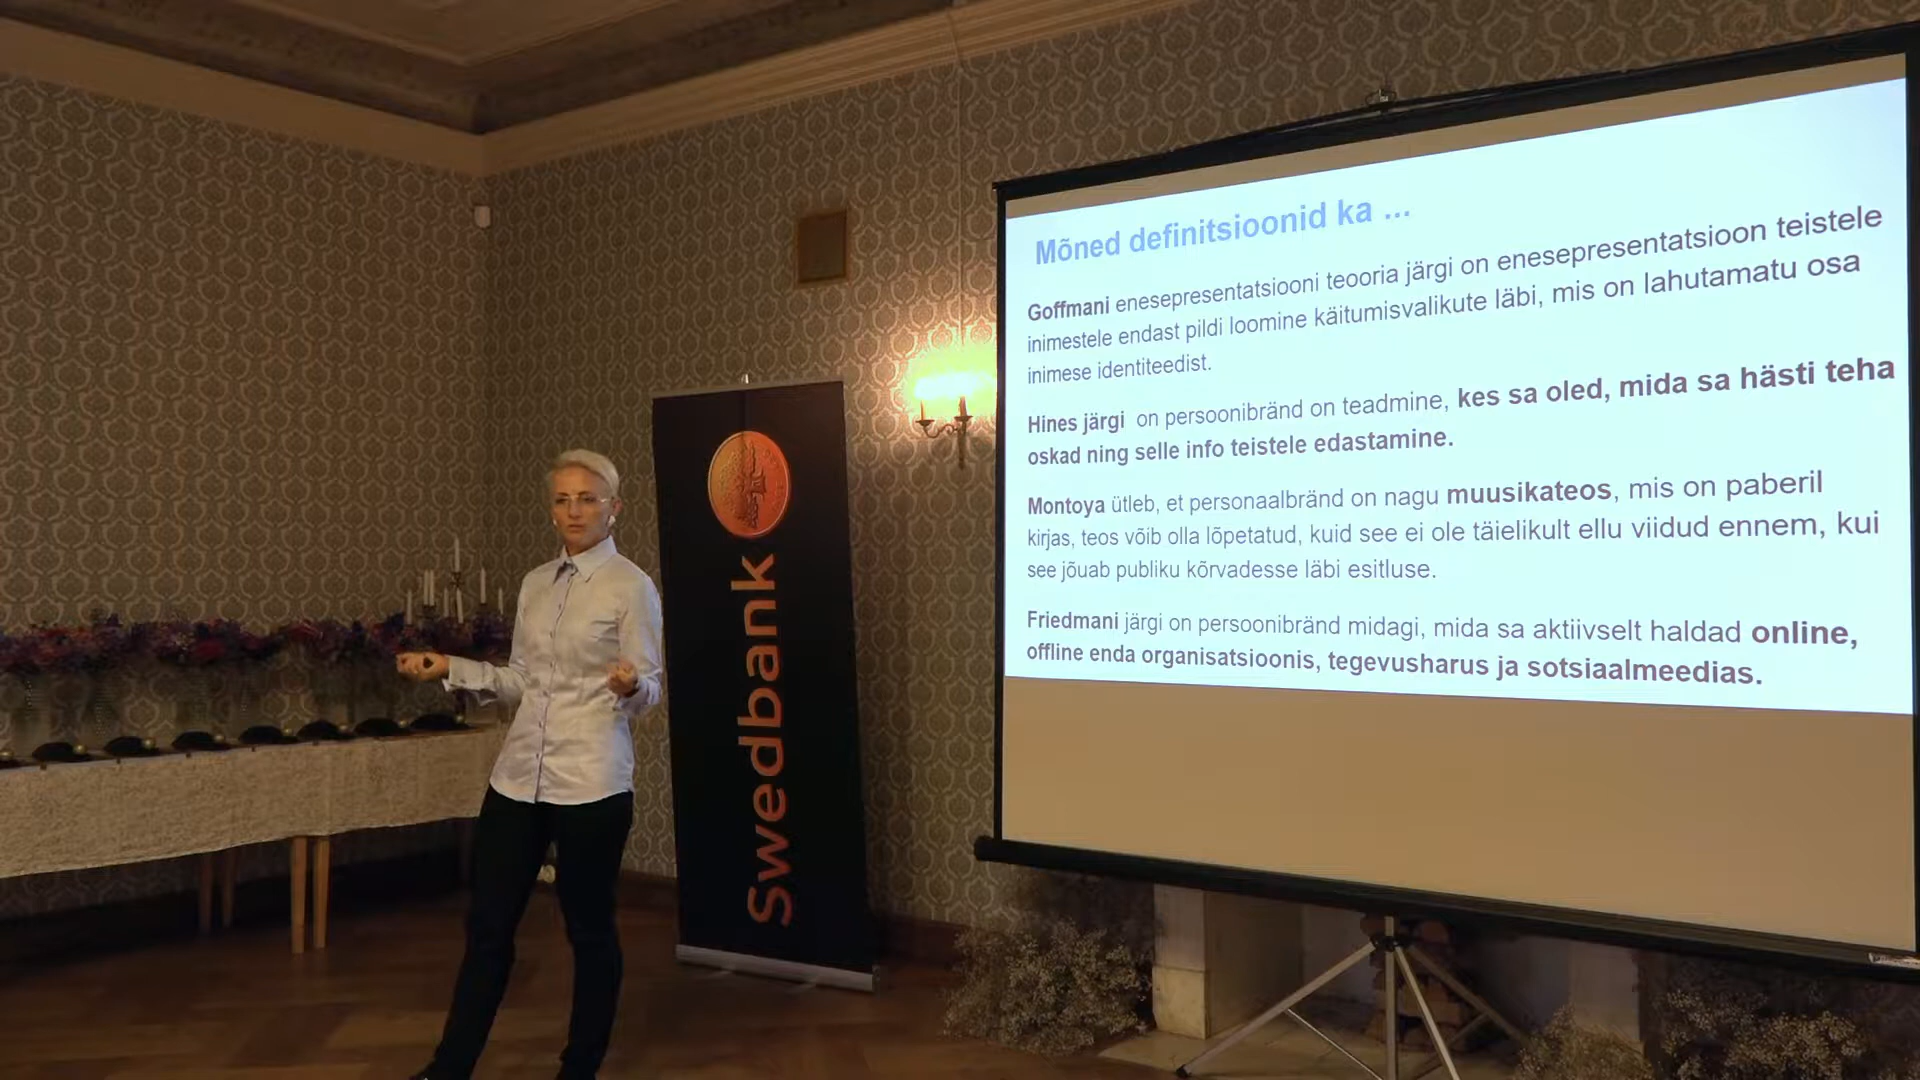 Swedbank
Mõned definitsioonid ka ...
Goffmani enesepresentatsiooni teooria järgi on enesepresentatsioon teistele
inimestele endast pildi loomine käitumisvalikute läbi, mis on lahutamatu osa
inimese identiteedist.
Hines järgi on persoonibränd on teadmine, kes sa oled, mida sa hästi teha
oskad ning selle info teistele edastamine.
Montoya ütleb, et personaalbränd on nagu muusikateos, mis on paberil
kirjas, teos võib olla lõpetatud, kuid see ei ole täielikult ellu viidud ennem, kui
see jõuab publiku kõrvadesse läbi esitluse.
Friedmani järgi on persoonibränd midagi, mida sa aktiivselt haldad online,
offline enda organisatsioonis, tegevusharus ja sotsiaalmeedias.